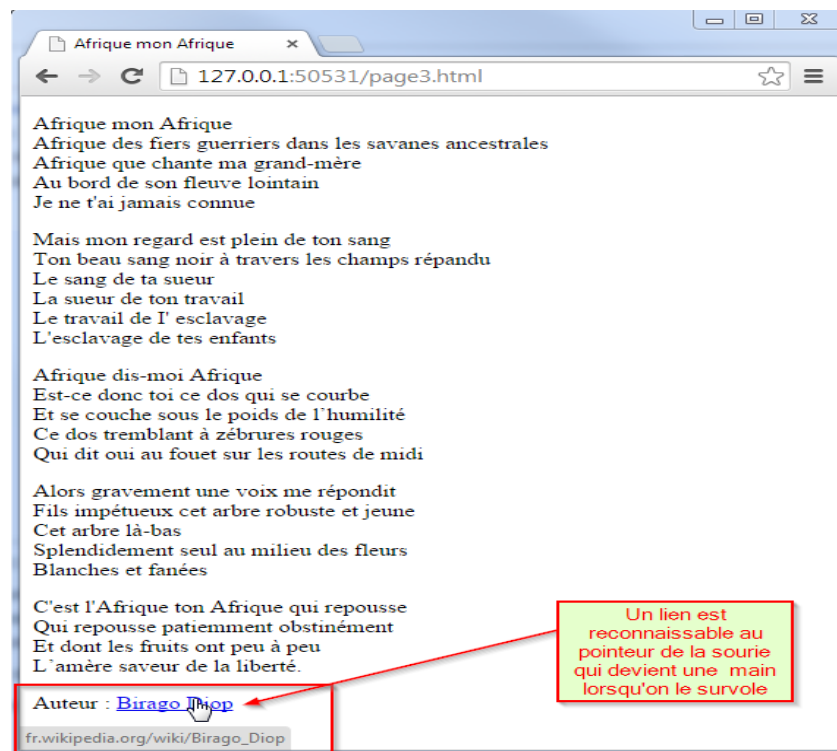 Afrique mon Afrique
127.0.0.1:50531/page3.html
Afrique mon Afrique
Afrique des fiers guerriers dans les savanes ancestrales
Afrique que chante ma grand-mère
Au bord de son fleuve lointain
Je ne t'ai jamais connue
Mais mon regard est plein de ton sang
Ton beau sang noir à travers les champs répandu
Le sang de ta sueur
La sueur de ton travail
Le travail de I' esclavage
L'esclavage de tes enfants
Afrique dis-moi Afrique
Est-ce donc toi ce dos qui se courbe
Et se couche sous le poids de l’humilité
Ce dos tremblant à zébrures rouges
Qui dit oui au fouet sur les routes de midi
Alors gravement une voix me répondit
Fils impétueux cet arbre robuste et jeune
Cet arbre là-bas
Splendidement seul au milieu des fleurs
Blanches et fanées
C'est l'Afrique ton Afrique qui repousse
Qui repousse patiemment obstinément
Et dont les fruits ont peu à peu
L’amère saveur de la liberté.
Un lien est
reconnaissable au
pointeur de la sourie
qui devient une main
lorsqu'on le survole
Auteur : Birago Diop
fr.wikipedia.org/wiki/Birago_Diop